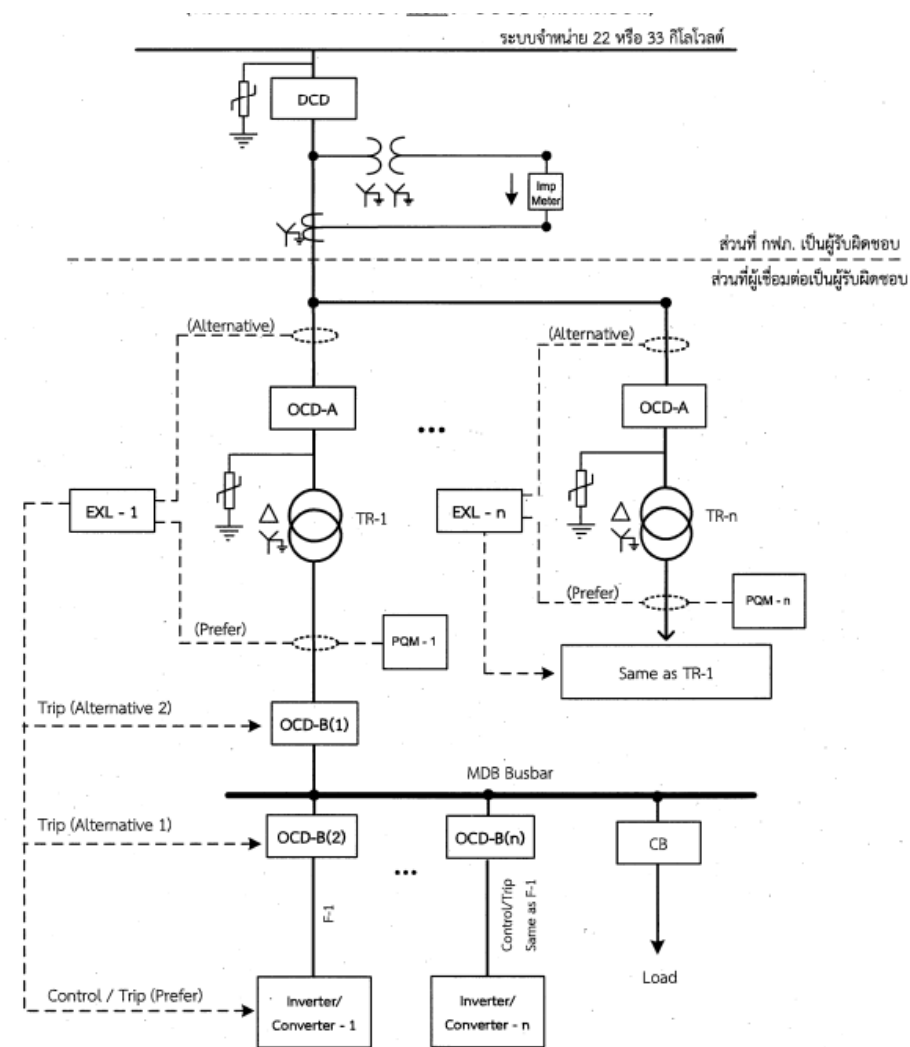 ระบบจำหน่าย 22 หรือ 33 กิโลโวลต์
DCD
Imp
Meter
ส่วนที่ กฟภ. เป็นผู้รับผิดชอบ
ส่วนที่ผู้เชื่อมต่อเป็นผู้รับผิดชอบ
(Alternative)
(Alternative)
OCD-A
OCD-A
...
EXL - 1
TR-1
EXL - n
TR-n
(Prefer)
PQM - 1
(Prefer)
PQM - n
Same as TR-1
Trip (Alternative 2)
OCD-B(1)
MDB Busbar
Trip (Alternative 1)
OCD-B(2)
OCD-B(n)
CB
...
F-1
Control/Trip
Same as F-1
Load
Control / Trip (Prefer)
Inverter/
Converter - 1
Inverter/
Converter - n